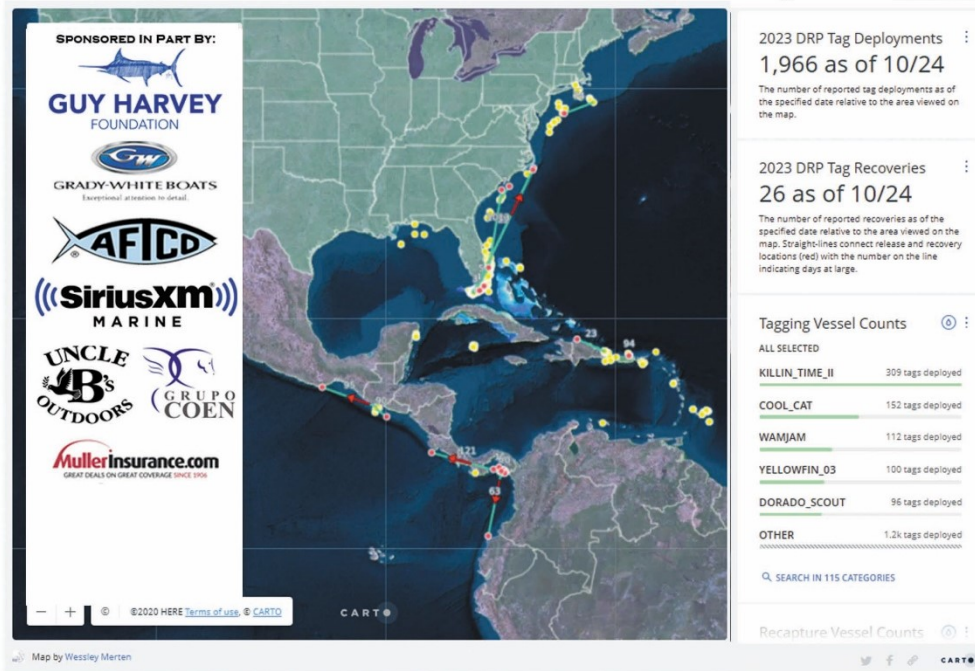 SPONSORED IN PART BY:
GUY HARVEY
FOUNDATION
GW
GRADY-WHITE BOATS
Exceptional attention to detail.
AFTCO
®
((SiriusXM))
MARINE
UNCLE
B's
OUTDOORS
GRUPO
COEN
MullerInsurance.com
GREAT DEALS ON GREAT COVERAGE SINCE 1906
23
94
121
63
− + © ©2020 HERE Terms of use, © CARTO
CARTO
Map by Wessley Merten
2023 DRP Tag Deployments
1,966 as of 10/24
The number of reported tag deployments as of
the specified date relative to the area viewed on
the map.
2023 DRP Tag Recoveries
26 as of 10/24
The number of reported recoveries as of the
specified date relative to the area viewed on the
map. Straight-lines connect release and recovery
locations (red) with the number on the line
indicating days at large.
Tagging Vessel Counts
ALL SELECTED
KILLIN_TIME_II 309 tags deployed
COOL_CAT 152 tags deployed
WAMJAM 112 tags deployed
YELLOWFIN_03 100 tags deployed
DORADO_SCOUT 96 tags deployed
OTHER 1.2k tags deployed
SEARCH IN 115 CATEGORIES
Recapture Vessel Counts
CARTO